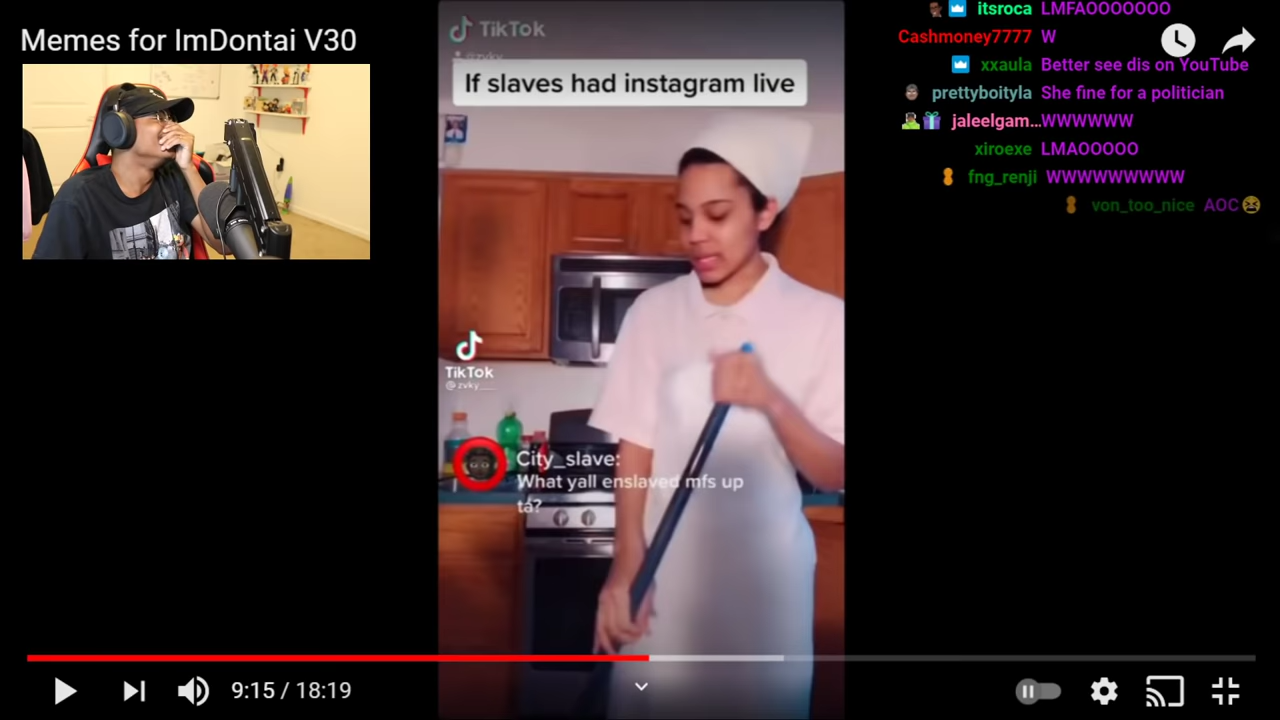 Memes for ImDontai V30
TikTok
@zvky
If slaves had instagram live
TikTok
@zvky__
City_slave:
What yall enslaved mfs up
ta?
itsroca LMFAOOOOOOO
Cashmoney7777 W
xxaula Better see dis on YouTube
prettyboityla She fine for a politician
jaleelgam... WWWWWW
xiroexe LMAOOOOO
fng_renji WWWWWWWWW
von_too_nice AOC
9:15 / 18:19